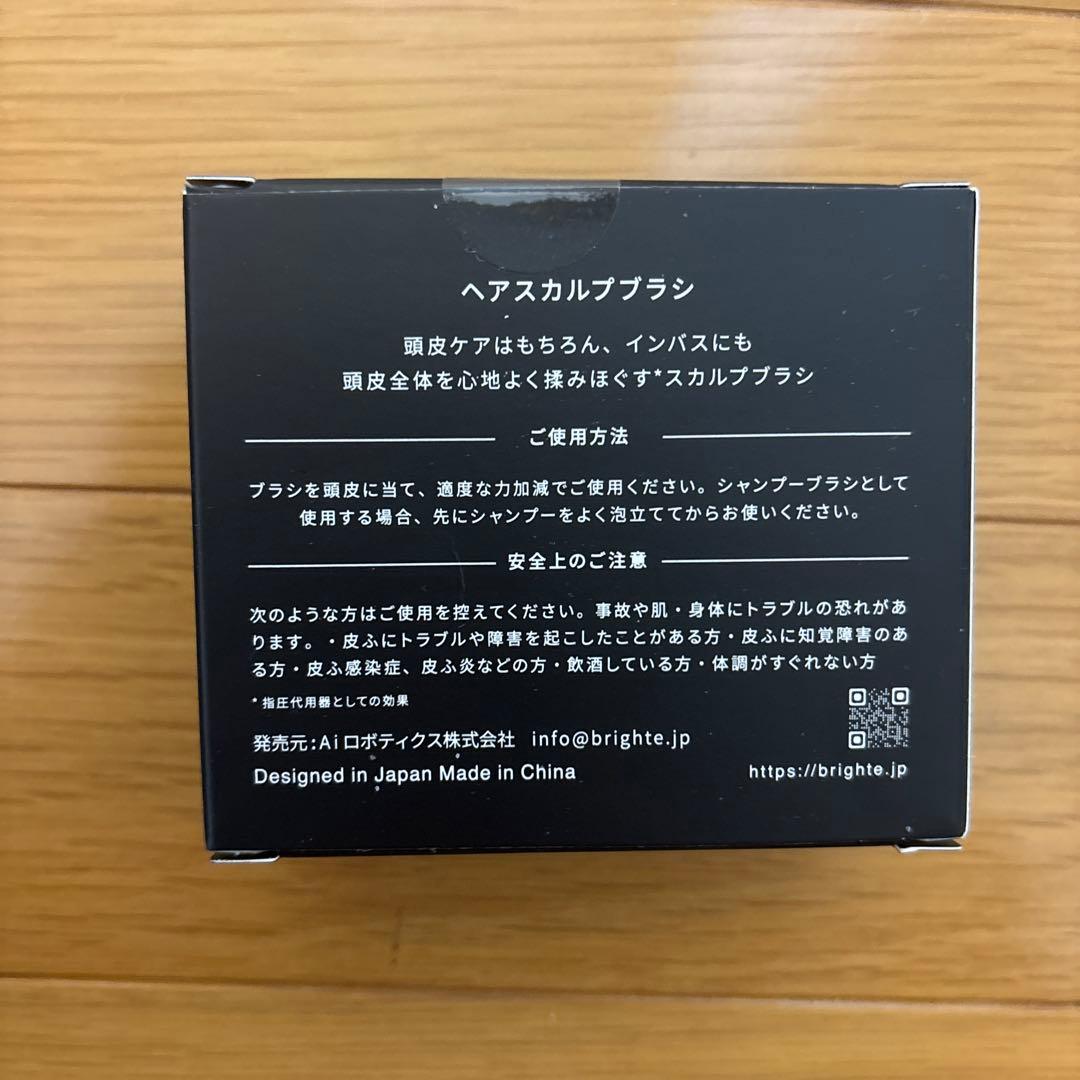 ヘアスカルプブラシ
頭皮ケアはもちろん、インバスにも
頭皮全体を心地よく揉みほぐす*スカルプブラシ
ご使用方法
ブラシを頭皮に当て、適度な力加減でご使用ください。シャンプーブラシとして
使用する場合、先にシャンプーをよく泡立ててからお使いください。
安全上のご注意
次のような方はご使用を控えてください。事故や肌・身体にトラブルの恐れがあ
ります。・皮ふにトラブルや障害を起こしたことがある方・皮ふに知覚障害のあ
る方・皮ふ感染症、皮ふ炎などの方・飲酒している方・体調がすぐれない方
* 指圧代用器としての効果
発売元:Aiロボティクス株式会社 info@brighte.jp
Designed in Japan Made in China
https://brighte.jp